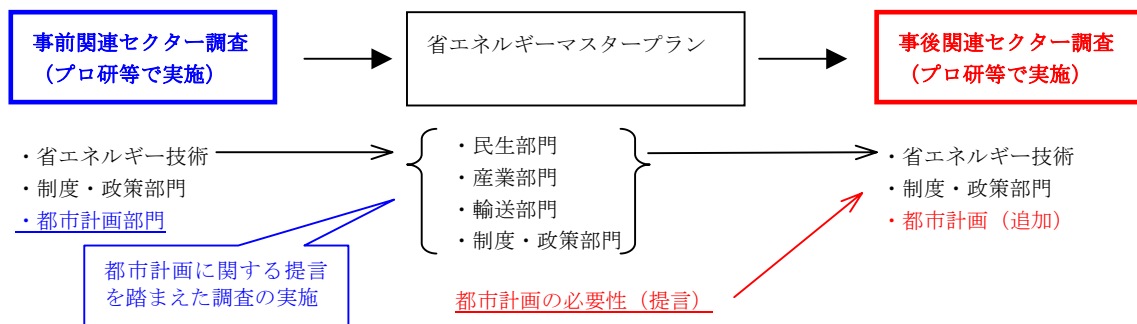 事前関連セクター調査
（プロ研等で実施）
省エネルギーマスタープラン
事後関連セクター調査
（プロ研等で実施）
・省エネルギー技術
・制度・政策部門
・都市計画部門
都市計画に関する提言
を踏まえた調査の実施
・民生部門
・産業部門
・輸送部門
・制度・政策部門
都市計画の必要性（提言）
・省エネルギー技術
・制度・政策部門
・都市計画（追加）